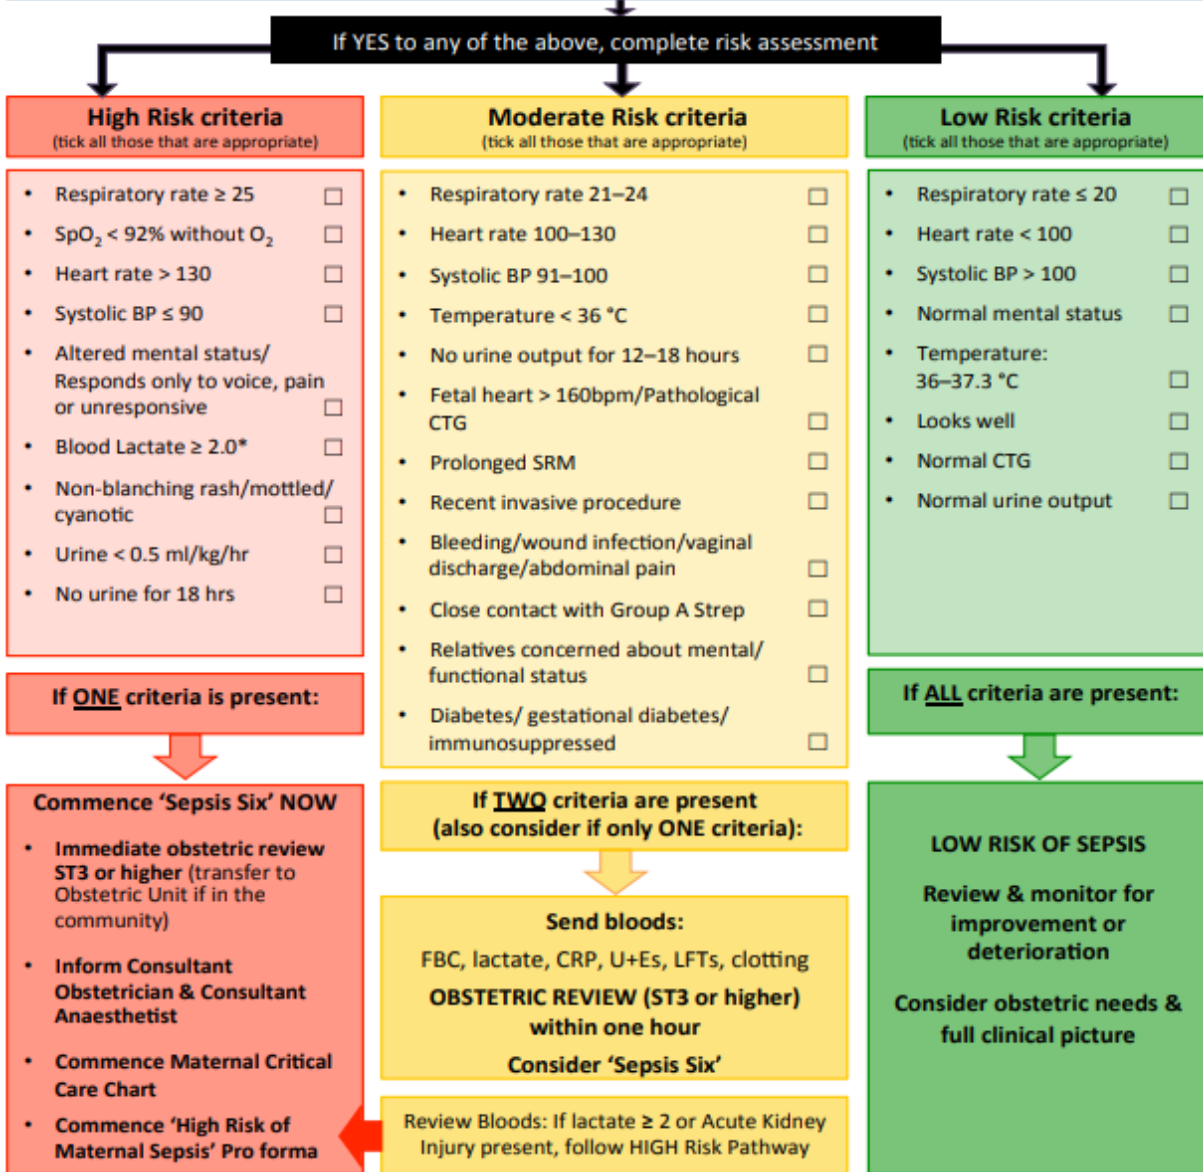 If YES to any of the above, complete risk assessment
High Risk criteria
(tick all those that are appropriate)
• Respiratory rate ≥ 25 ☐
• SpO₂ < 92% without O₂ ☐
• Heart rate > 130 ☐
• Systolic BP ≤ 90 ☐
• Altered mental status/
Responds only to voice, pain
or unresponsive ☐
• Blood Lactate ≥ 2.0* ☐
• Non-blanching rash/mottled/
cyanotic ☐
• Urine < 0.5 ml/kg/hr ☐
• No urine for 18 hrs ☐
If ONE criteria is present:
Commence ‘Sepsis Six’ NOW
• Immediate obstetric review
ST3 or higher (transfer to
Obstetric Unit if in the
community)
• Inform Consultant
Obstetrician & Consultant
Anaesthetist
• Commence Maternal Critical
Care Chart
• Commence ‘High Risk of
Maternal Sepsis’ Pro forma
Moderate Risk criteria
(tick all those that are appropriate)
• Respiratory rate 21–24 ☐
• Heart rate 100–130 ☐
• Systolic BP 91–100 ☐
• Temperature < 36 °C ☐
• No urine output for 12–18 hours ☐
• Fetal heart > 160bpm/Pathological
CTG ☐
• Prolonged SRM ☐
• Recent invasive procedure ☐
• Bleeding/wound infection/vaginal
discharge/abdominal pain ☐
• Close contact with Group A Strep ☐
• Relatives concerned about mental/
functional status ☐
• Diabetes/ gestational diabetes/
immunosuppressed ☐
If TWO criteria are present
(also consider if only ONE criteria):
Send bloods:
FBC, lactate, CRP, U+Es, LFTs, clotting
OBSTETRIC REVIEW (ST3 or higher)
within one hour
Consider ‘Sepsis Six’
Review Bloods: If lactate ≥ 2 or Acute Kidney
Injury present, follow HIGH Risk Pathway
Low Risk criteria
(tick all those that are appropriate)
• Respiratory rate ≤ 20 ☐
• Heart rate < 100 ☐
• Systolic BP > 100 ☐
• Normal mental status ☐
• Temperature:
36–37.3 °C ☐
• Looks well ☐
• Normal CTG ☐
• Normal urine output ☐
If ALL criteria are present:
LOW RISK OF SEPSIS
Review & monitor for
improvement or
deterioration
Consider obstetric needs &
full clinical picture